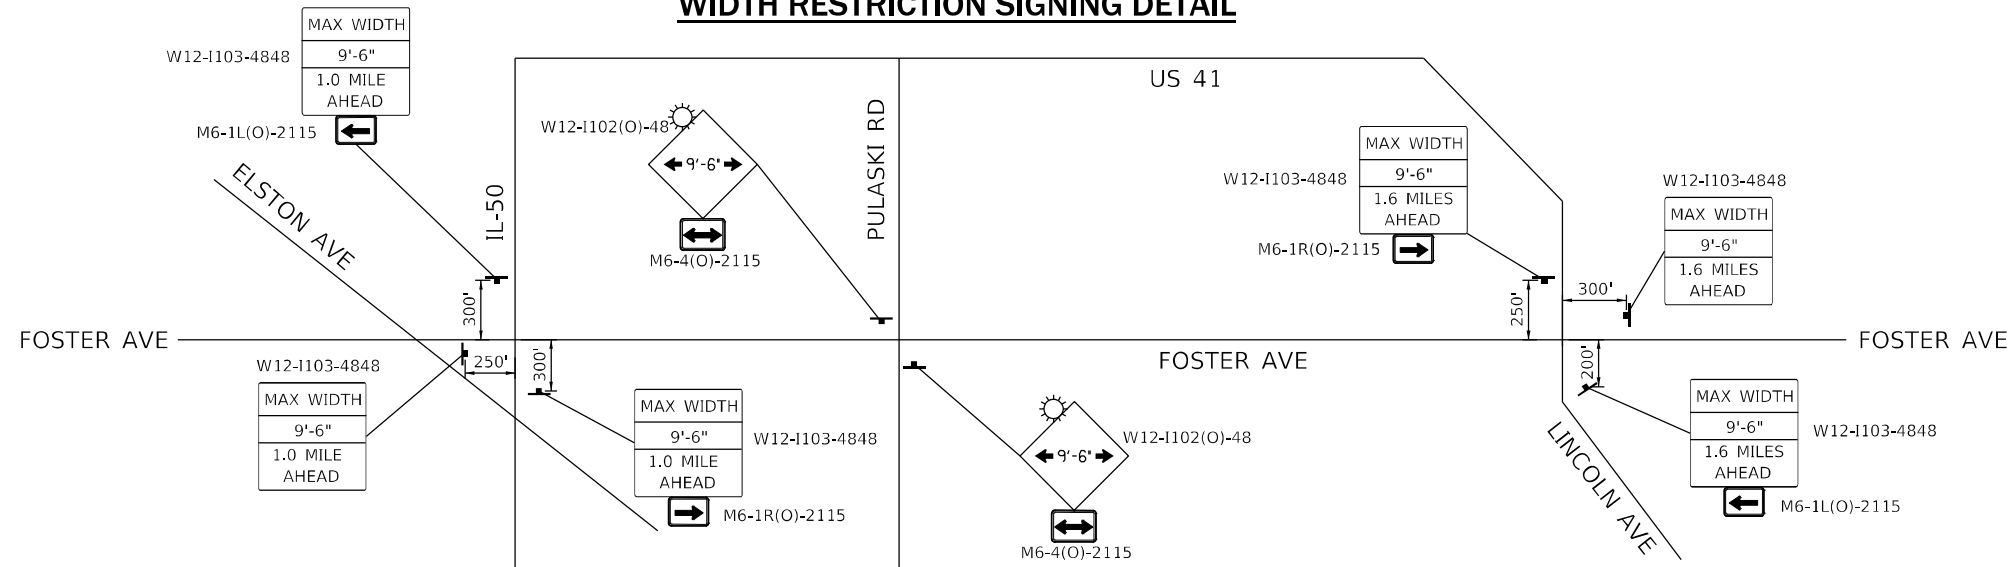 WIDTH RESTRICTION SIGNING DETAIL
W12-I103-4848
MAX WIDTH
9'-6"
1.0 MILE
AHEAD
M6-1L(O)-2115
ELSTON AVE
IL-50
W12-I102(O)-48
9'-6"
M6-4(O)-2115
PULASKI RD
US 41
W12-I103-4848
MAX WIDTH
9'-6"
1.6 MILES
AHEAD
M6-1R(O)-2115
W12-I103-4848
MAX WIDTH
9'-6"
1.6 MILES
AHEAD
300'
250'
300'
FOSTER AVE
FOSTER AVE
FOSTER AVE
250'
300'
200'
W12-I103-4848
MAX WIDTH
9'-6"
1.0 MILE
AHEAD
MAX WIDTH
9'-6"
1.0 MILE
AHEAD
W12-I103-4848
M6-1R(O)-2115
9'-6"
W12-I102(O)-48
M6-4(O)-2115
LINCOLN AVE
MAX WIDTH
9'-6"
1.6 MILES
AHEAD
W12-I103-4848
M6-1L(O)-2115